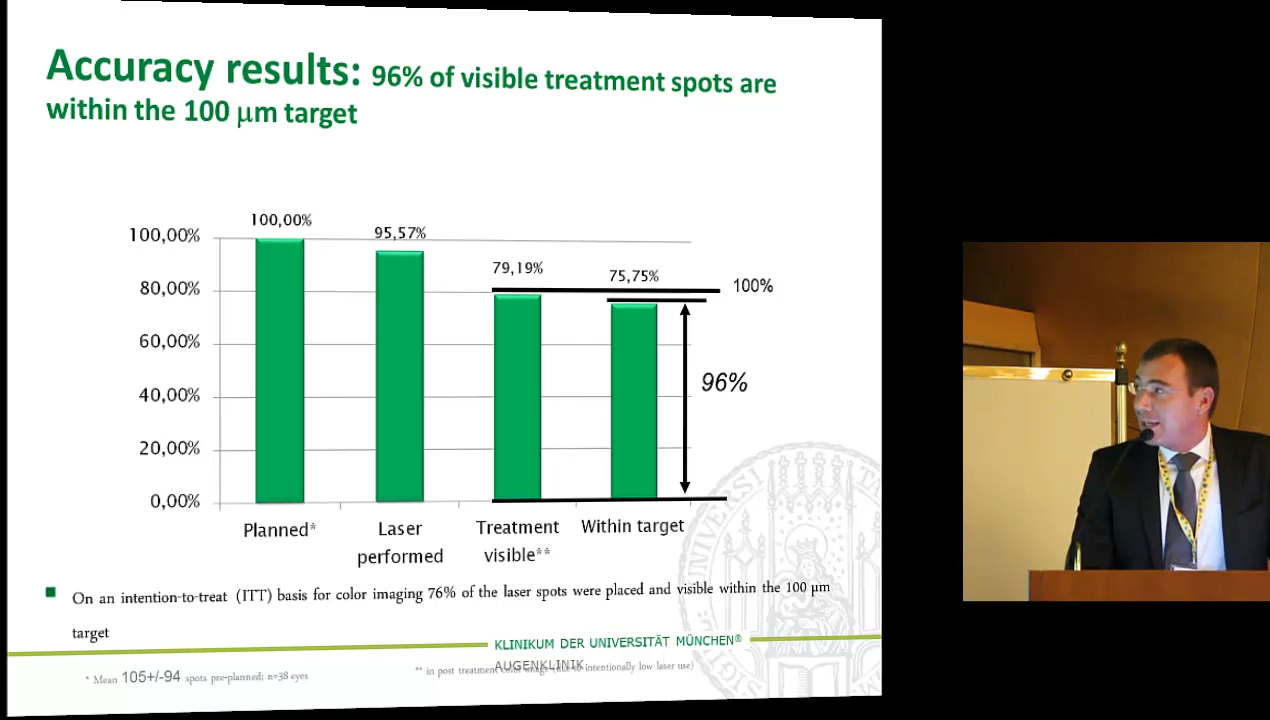 Accuracy results: 96% of visible treatment spots are
within the 100 μm target
100,00%
80,00%
60,00%
40,00%
20,00%
0,00%
100,00%
95,57%
79,19%
75,75%
100%
96%
Planned*
Laser
performed
Treatment
visible**
Within target
On an intention-to-treat (ITT) basis for color imaging 76% of the laser spots were placed and visible within the 100 μm
target
KLINIKUM DER UNIVERSITÄT MÜNCHEN®
AUGENKLINIK
* Mean 105+/-94 spots pre-planned; n=38 eyes
** in post treatment intentionally low laser use)